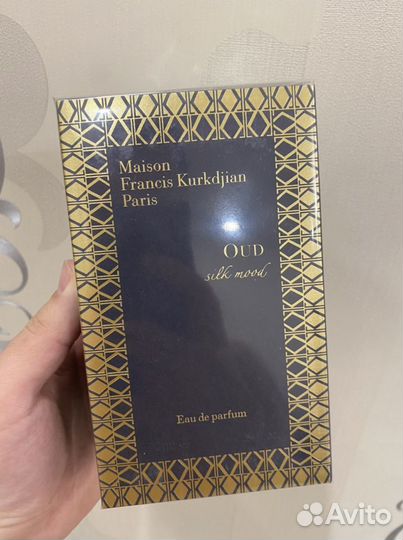 Maison
Francis Kurkdjian
Paris
OUD
silk mood
Eau de parfum
Avito